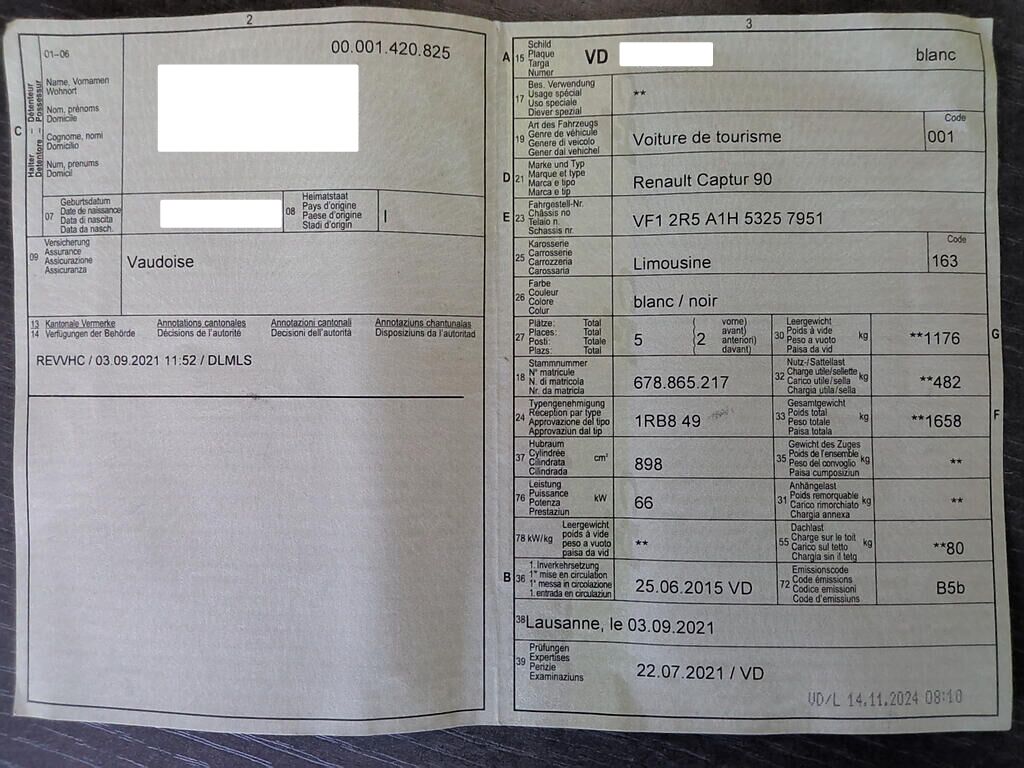 2
01–06
00.001.420.825
C
Halter – Détenteur
Detentore – Possessur
Name, Vornamen
Wohnort
Nom, prénoms
Domicile
Cognome, nomi
Domicilio
Num, prenums
Domicil
07
Geburtsdatum
Date de naissance
Data di nascita
Data da nasch.
08
Heimatstaat
Pays d'origine
Paese d'origine
Stadi d'origin
I
09
Versicherung
Assurance
Assicurazione
Assicuranza
Vaudoise
13 Kantonale Vermerke Annotations cantonales Annotazioni cantonali Annotaziuns chantunalas
14 Verfügungen der Behörde Décisions de l'autorité Decisioni dell'autorità Disposiziuns da l'autoritad
REVVHC / 03.09.2021 11:52 / DLMLS
3
A 15
Schild
Plaque
Targa
Numer
VD
blanc
17
Bes. Verwendung
Usage spécial
Uso speciale
Diever spezial
**
19
Art des Fahrzeugs
Genre de véhicule
Genere di veicolo
Gener dal vehichel
Voiture de tourisme
Code
001
D 21
Marke und Typ
Marque et type
Marca e tipo
Marca e tip
Renault Captur 90
E 23
Fahrgestell-Nr.
Châssis no
Telaio n.
Schassis nr.
VF1 2R5 A1H 5325 7951
25
Karosserie
Carrosserie
Carrozzeria
Carossaria
Limousine
Code
163
26
Farbe
Couleur
Colore
Colur
blanc / noir
27
Plätze: Total
Places: Total
Posti: Totale
Plazs: Total
5
( vorne)
avant)
anteriori)
( davant)
2
30
Leergewicht
Poids à vide
Peso a vuoto
Paisa da vid
kg
**1176
G
18
Stammnummer
N° matricule
N. di matricola
Nr. da matricla
678.865.217
32
Nutz-/Sattellast
Charge utile/sellette
Carico utile/sella
Chargia utila/sella
kg
**482
24
Typengenehmigung
Réception par type
Approvazione del tipo
Approvaziun dal tip
1RB8 49
33
Gesamtgewicht
Poids total
Peso totale
Paisa totala
kg
**1658
F
37
Hubraum
Cylindrée
Cilindrata
Cilindrada
cm³
898
35
Gewicht des Zuges
Poids de l'ensemble
Peso del convoglio
Paisa cumposiziun
kg
**
76
Leistung
Puissance
Potenza
Prestaziun
kW
66
31
Anhängelast
Poids remorquable
Carico rimorchiato
Chargia annexa
kg
**
78 kW/kg
Leergewicht
poids à vide
peso a vuoto
paisa da vid
**
55
Dachlast
Charge sur le toit
Carico sul tetto
Chargia sin il tetg
kg
**80
B 36
1. Inverkehrsetzung
1re mise en circulation
1a messa in circolazione
1. entrada en circulaziun
25.06.2015 VD
72
Emissionscode
Code émissions
Codice emissioni
Code d'emissiuns
B5b
38 Lausanne, le 03.09.2021
39
Prüfungen
Expertises
Perizie
Examinaziuns
22.07.2021 / VD
VD/L 14.11.2024 08:10